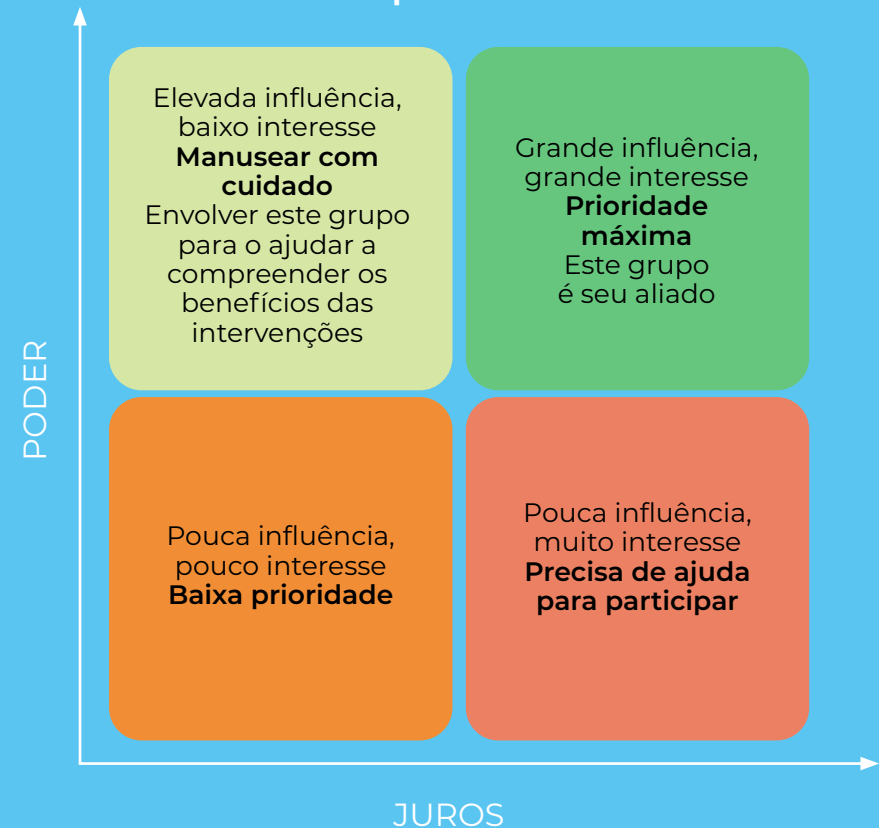 Elevada influência,
baixo interesse
Manusear com
cuidado
Envolver este grupo
para o ajudar a
compreender os
benefícios das
intervenções
Grande influência,
grande interesse
Prioridade
máxima
Este grupo
é seu aliado
PODER
Pouca influência,
pouco interesse
Baixa prioridade
Pouca influência,
muito interesse
Precisa de ajuda
para participar
JUROS